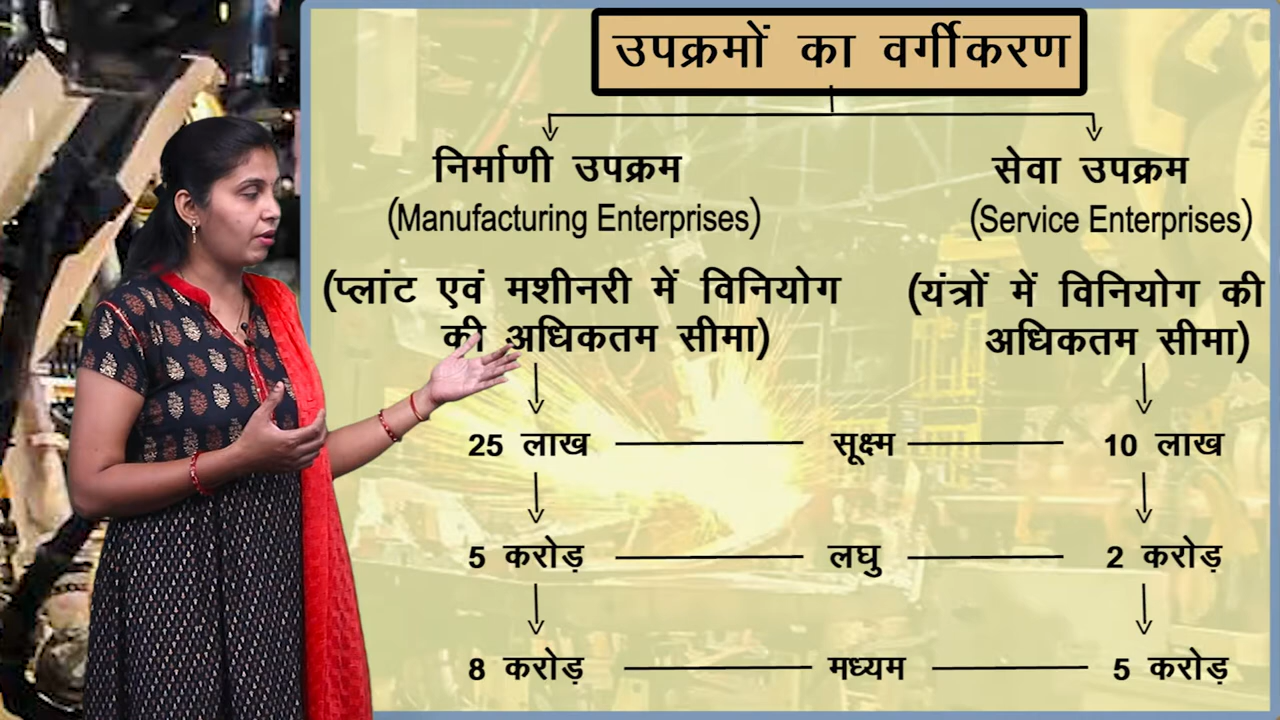 उपक्रमों का वर्गीकरण
निर्माणी उपक्रम
(Manufacturing Enterprises)
(प्लांट एवं मशीनरी में विनियोग
की अधिकतम सीमा)
सेवा उपक्रम
(Service Enterprises)
(यंत्रों में विनियोग की
अधिकतम सीमा)
25 लाख सूक्ष्म 10 लाख
5 करोड़ लघु 2 करोड़
8 करोड़ मध्यम 5 करोड़